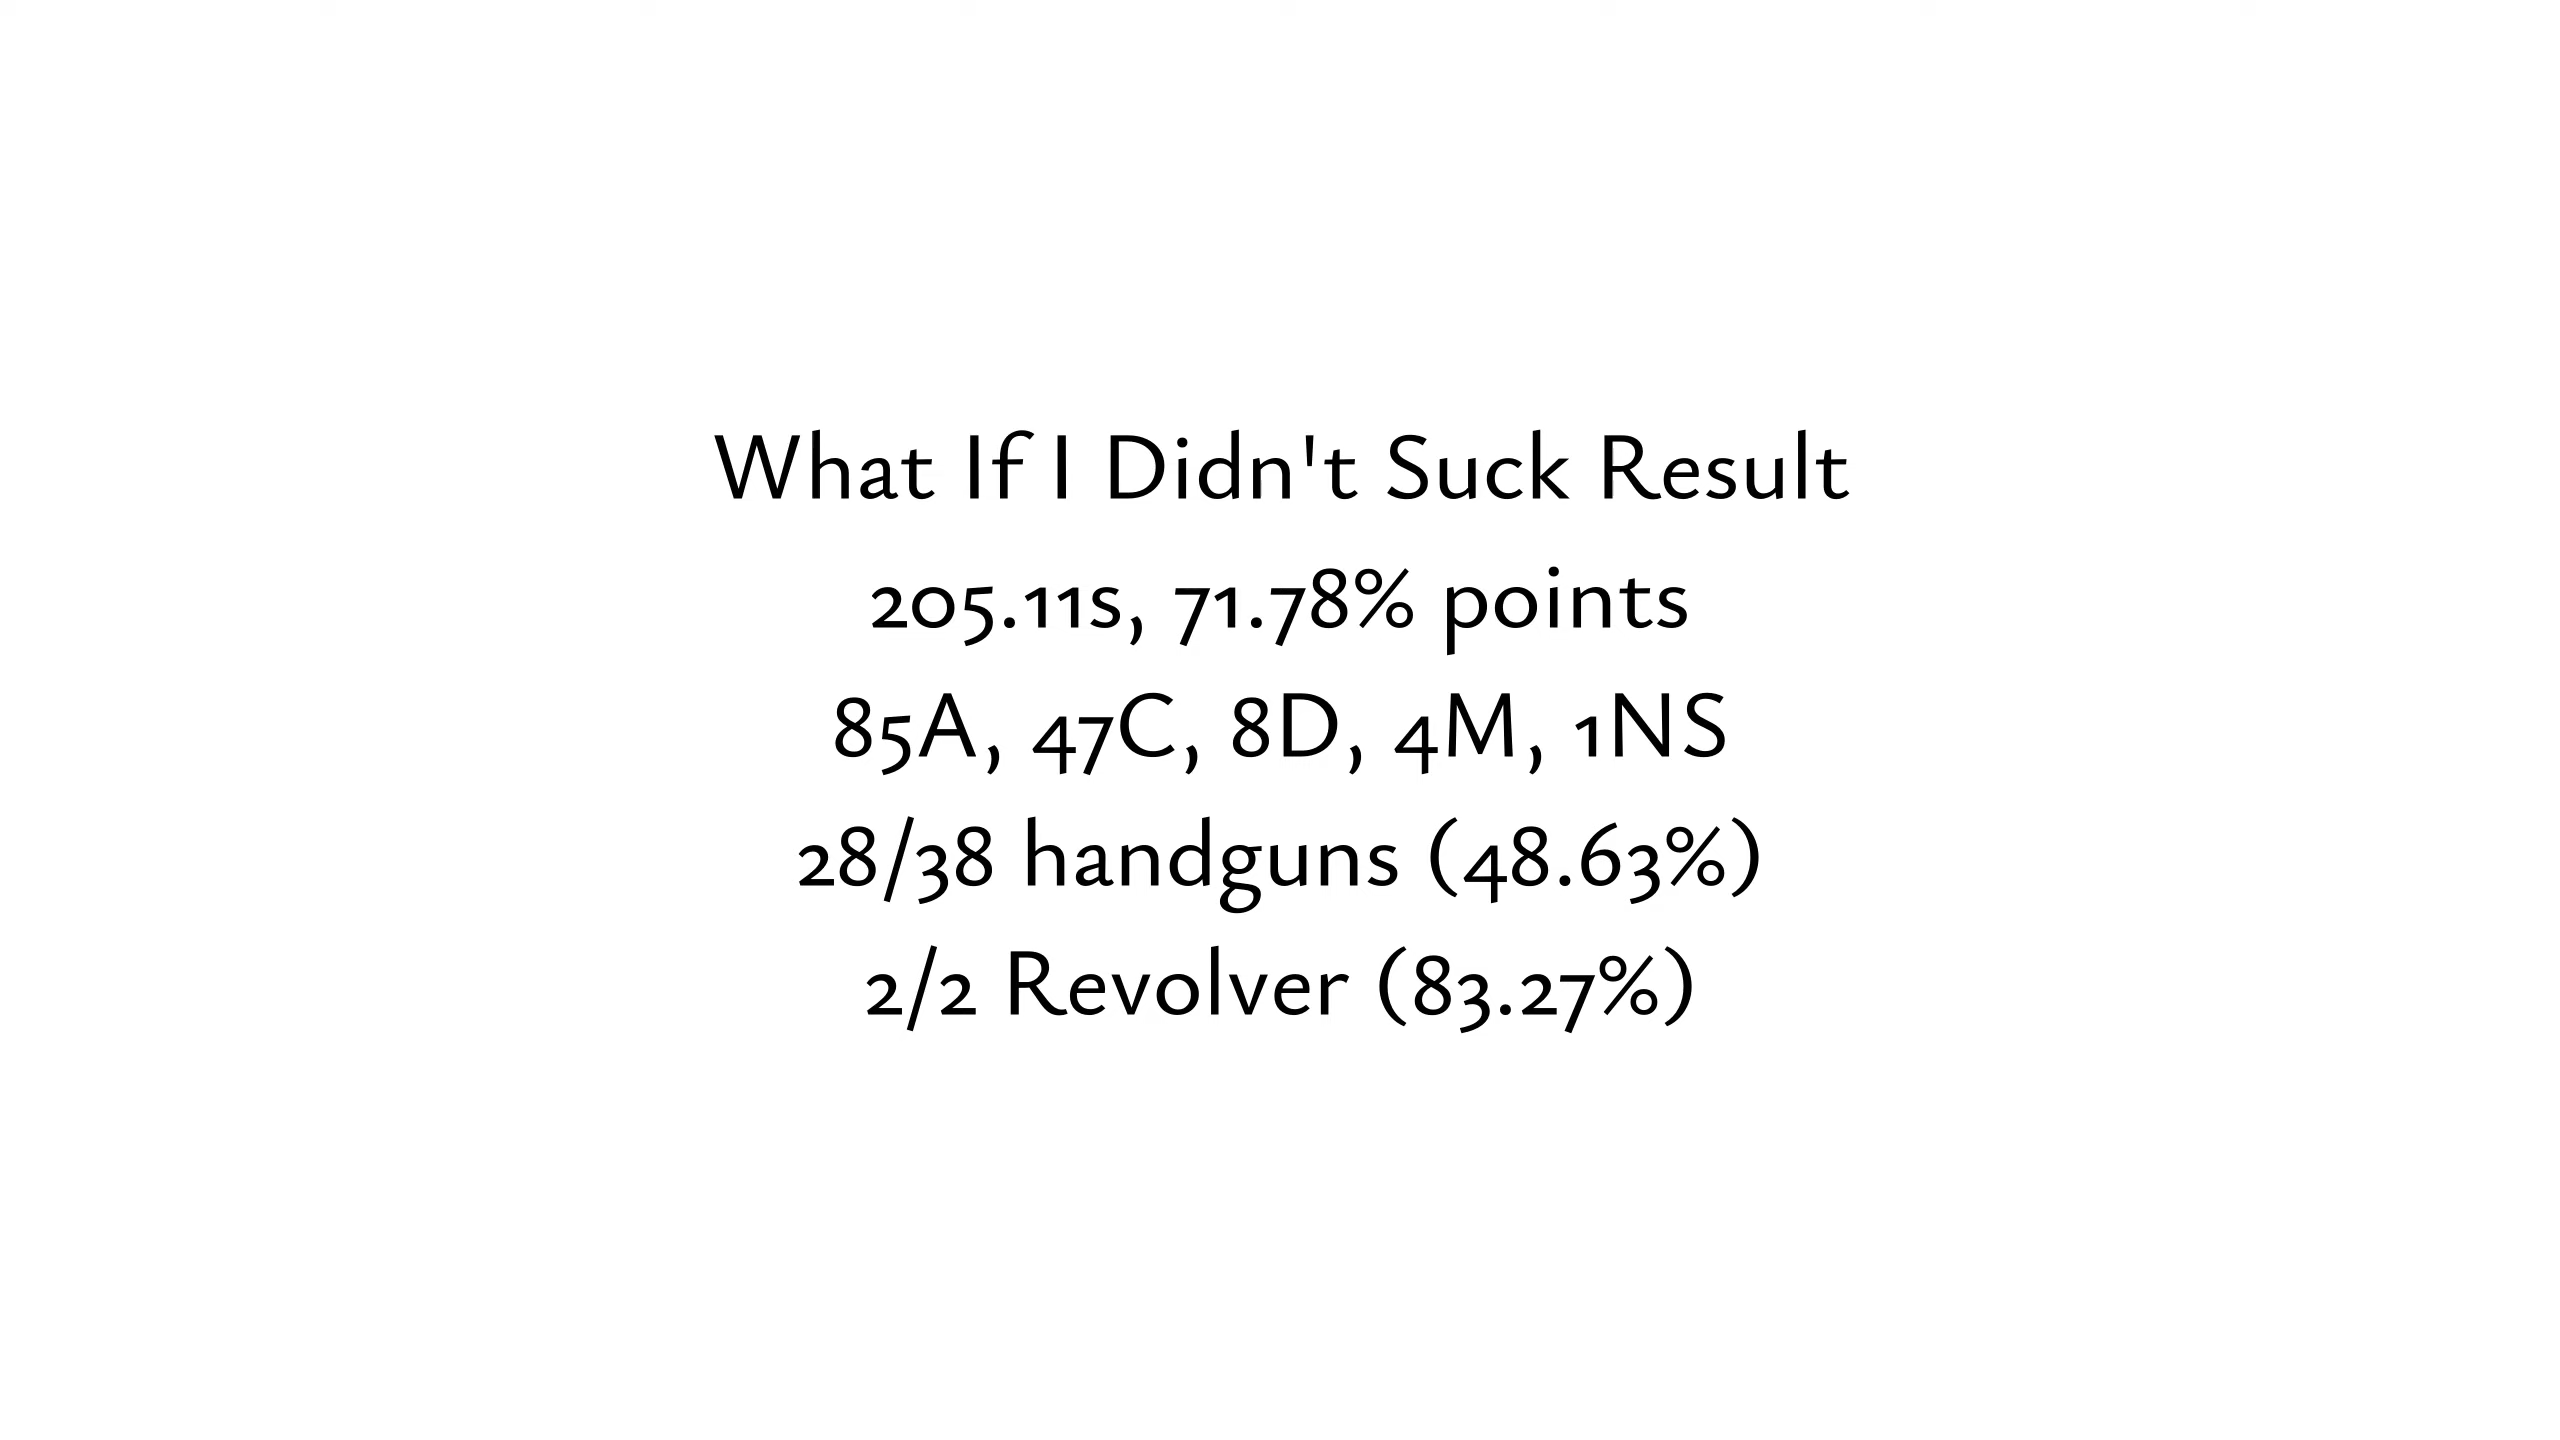 What If I Didn't Suck Result
205.11s, 71.78% points
85A, 47C, 8D, 4M, 1NS
28/38 handguns (48.63%)
2/2 Revolver (83.27%)